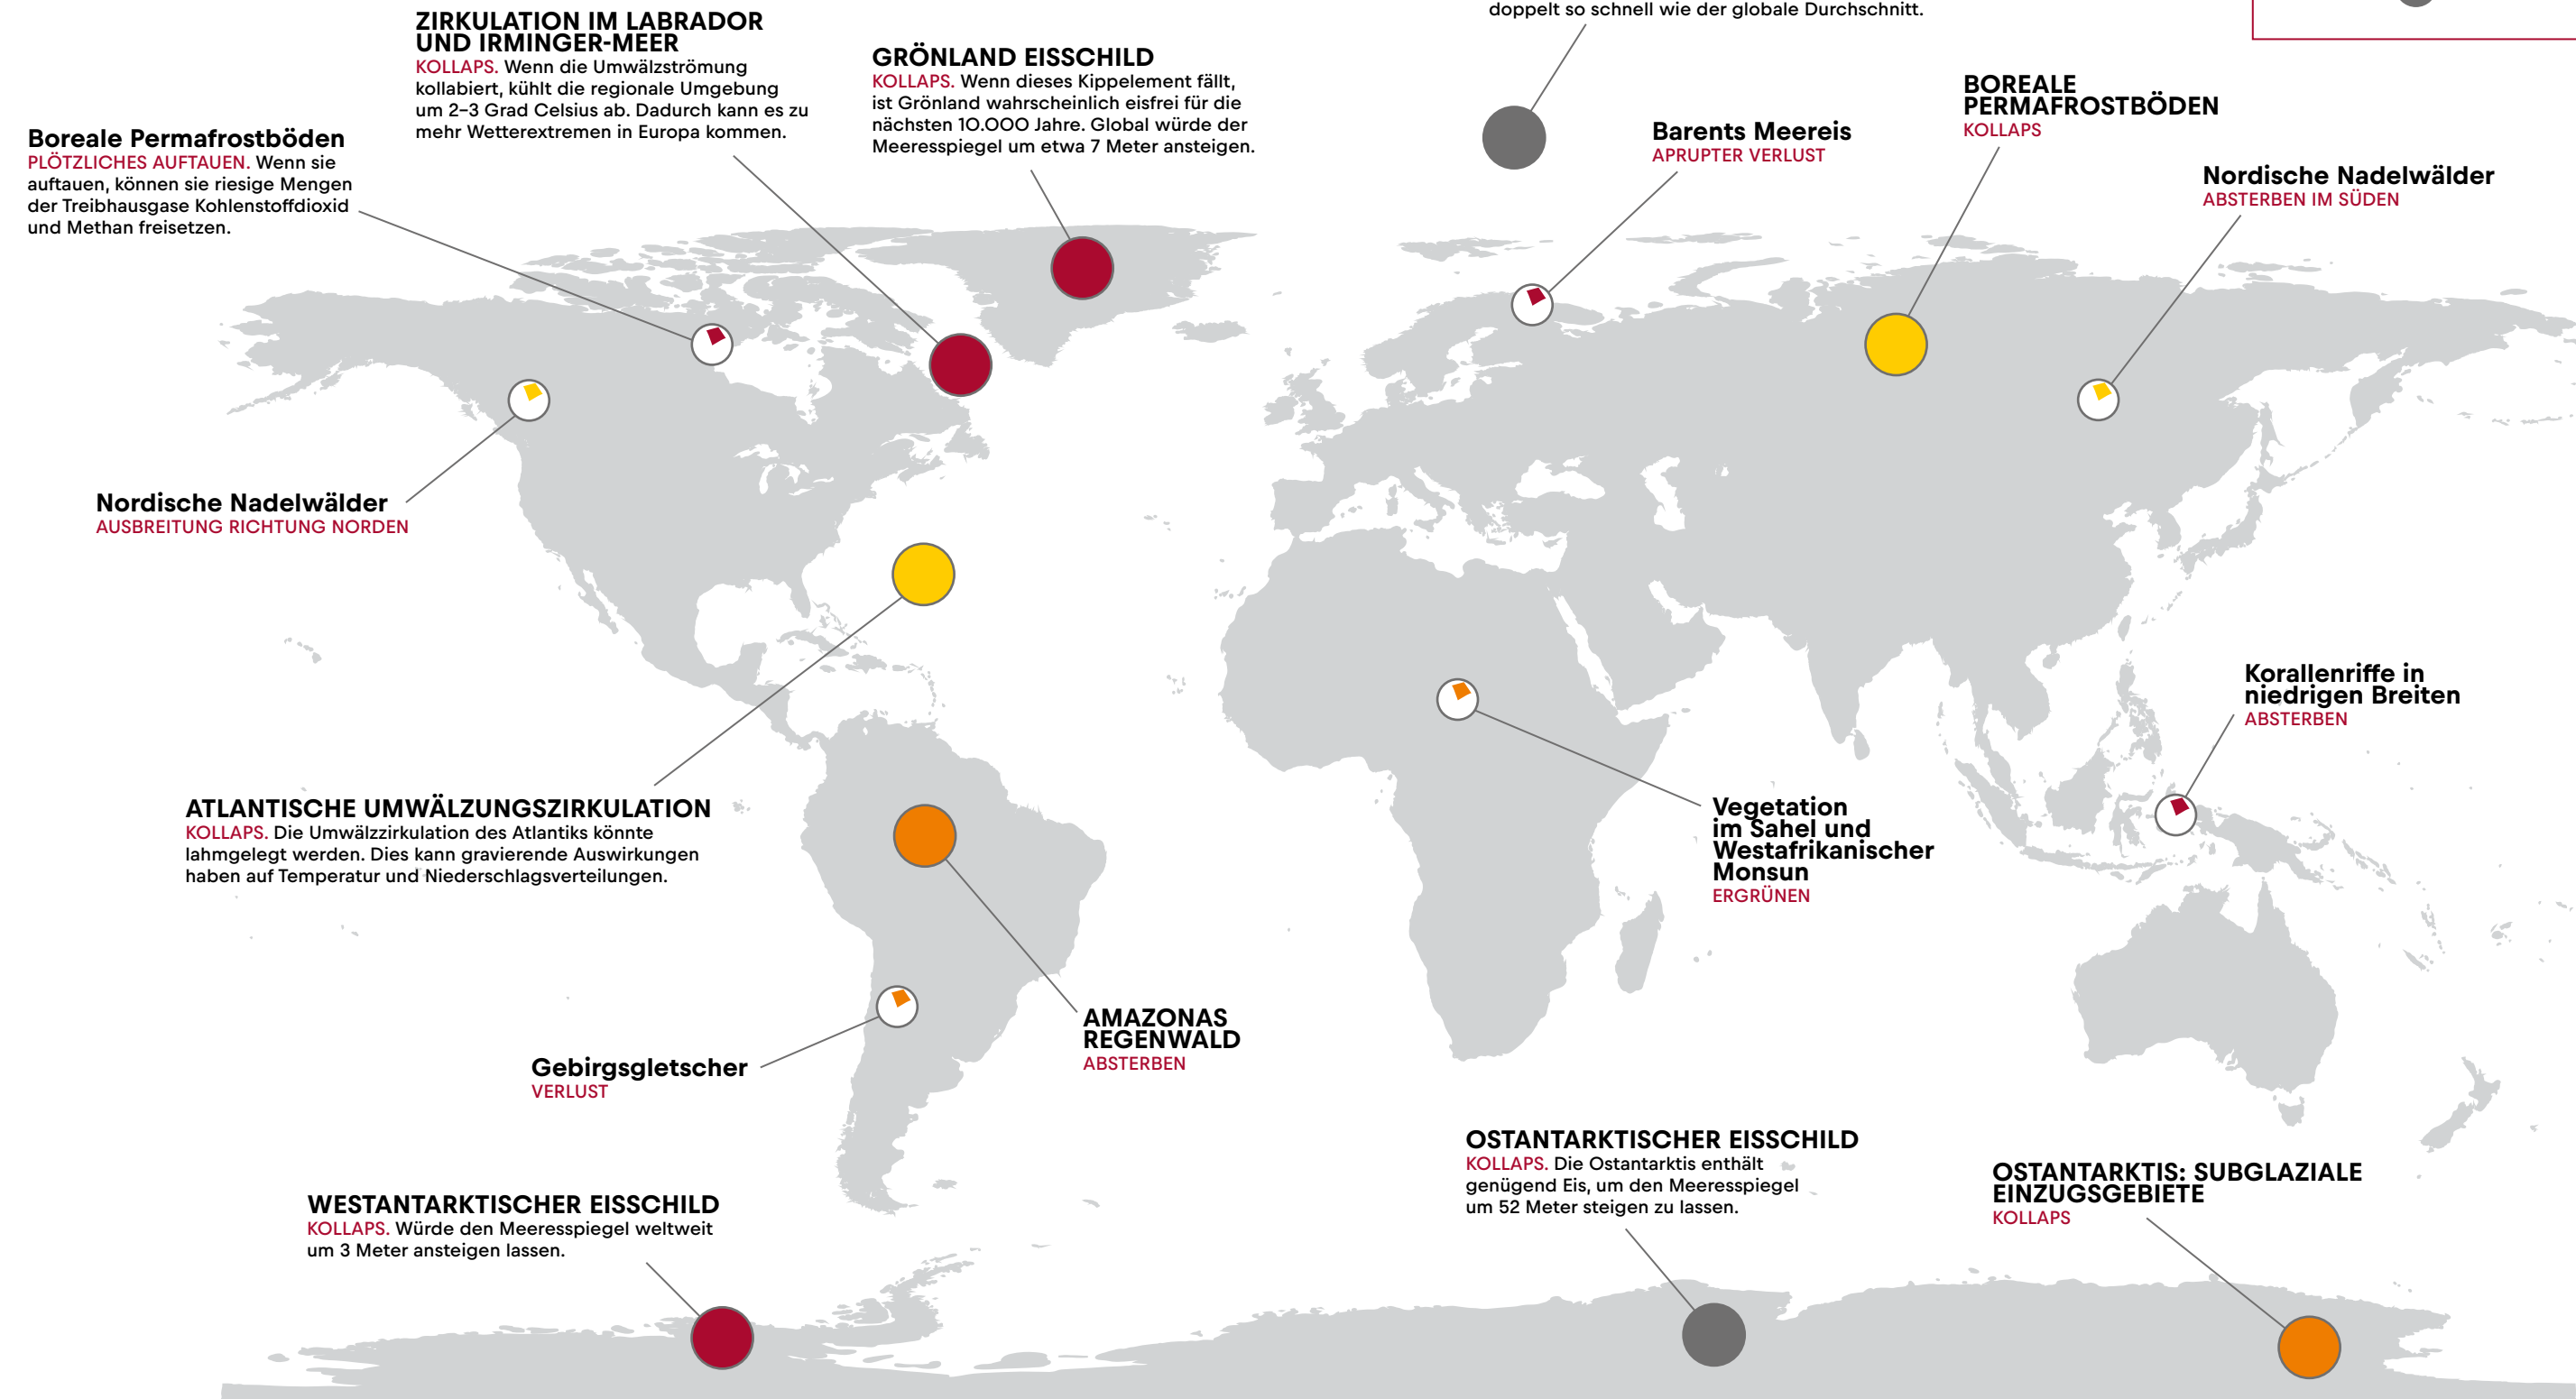 doppelt so schnell wie der globale Durchschnitt.
ZIRKULATION IM LABRADOR
UND IRMINGER-MEER
KOLLAPS. Wenn die Umwälzströmung
kollabiert, kühlt die regionale Umgebung
um 2–3 Grad Celsius ab. Dadurch kann es zu
mehr Wetterextremen in Europa kommen.
GRÖNLAND EISSCHILD
KOLLAPS. Wenn dieses Kippelement fällt,
ist Grönland wahrscheinlich eisfrei für die
nächsten 10.000 Jahre. Global würde der
Meeresspiegel um etwa 7 Meter ansteigen.
BOREALE
PERMAFROSTBÖDEN
KOLLAPS
Boreale Permafrostböden
PLÖTZLICHES AUFTAUEN. Wenn sie
auftauen, können sie riesige Mengen
der Treibhausgase Kohlenstoffdioxid
und Methan freisetzen.
Barents Meereis
APRUPTER VERLUST
Nordische Nadelwälder
ABSTERBEN IM SÜDEN
Nordische Nadelwälder
AUSBREITUNG RICHTUNG NORDEN
Korallenriffe in
niedrigen Breiten
ABSTERBEN
ATLANTISCHE UMWÄLZUNGSZIRKULATION
KOLLAPS. Die Umwälzzirkulation des Atlantiks könnte
lahmgelegt werden. Dies kann gravierende Auswirkungen
haben auf Temperatur und Niederschlagsverteilungen.
Vegetation
im Sahel und
Westafrikanischer
Monsun
ERGRÜNEN
AMAZONAS
REGENWALD
ABSTERBEN
Gebirgsgletscher
VERLUST
OSTANTARKTISCHER EISSCHILD
KOLLAPS. Die Ostantarktis enthält
genügend Eis, um den Meeresspiegel
um 52 Meter steigen zu lassen.
OSTANTARKTIS: SUBGLAZIALE
EINZUGSGEBIETE
KOLLAPS
WESTANTARKTISCHER EISSCHILD
KOLLAPS. Würde den Meeresspiegel weltweit
um 3 Meter ansteigen lassen.